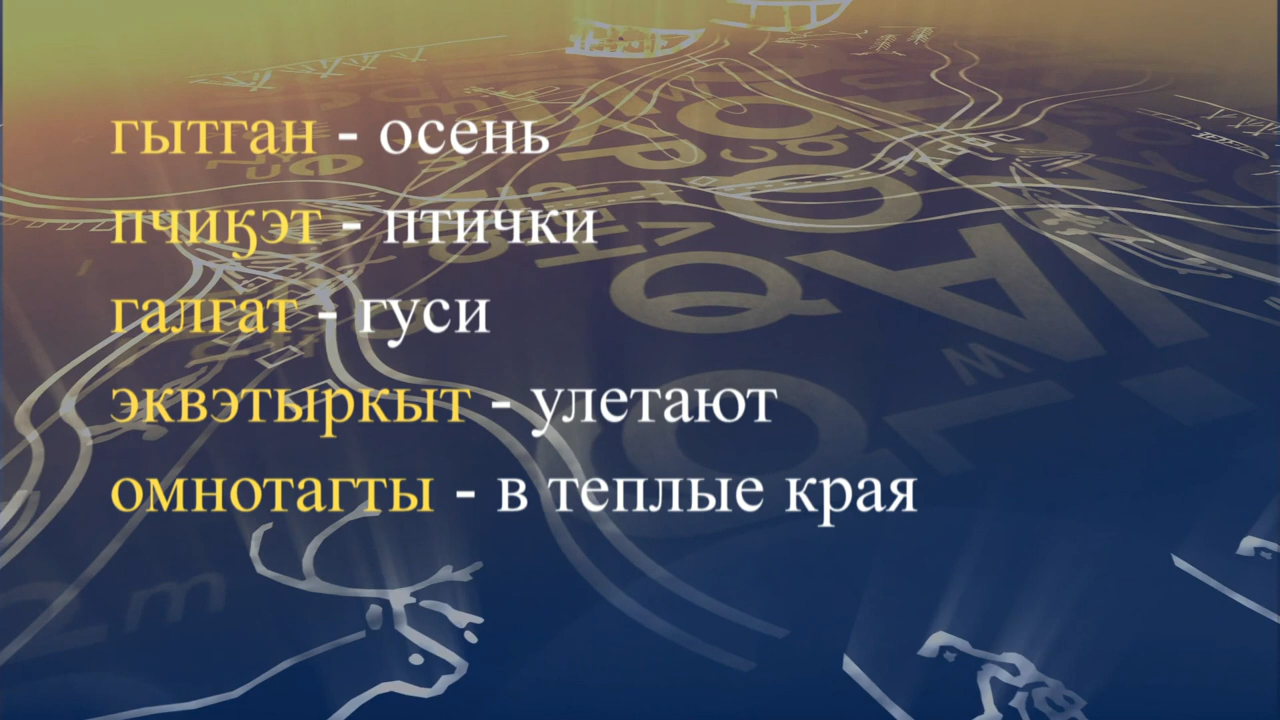 гытган - осень
пчиӄэт - птички
галгат - гуси
эквэтыркыт - улетают
омнотагты - в теплые края